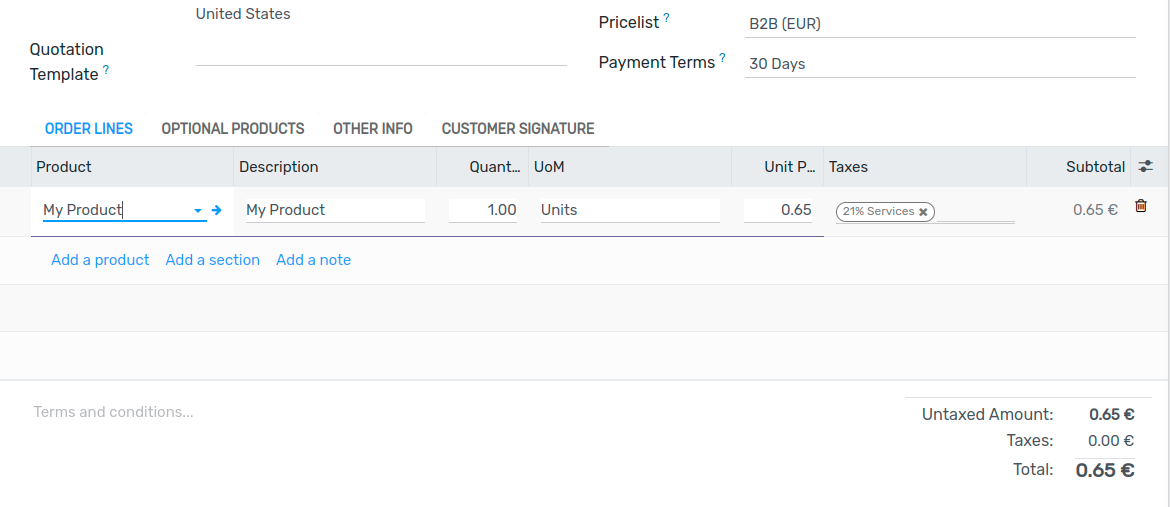 United States
Pricelist ? B2B (EUR)
Quotation
Template ?
Payment Terms ? 30 Days
ORDER LINES OPTIONAL PRODUCTS OTHER INFO CUSTOMER SIGNATURE
Product Description Quant... UoM Unit P... Taxes Subtotal
My Product My Product 1.00 Units 0.65 21% Services 0.65 €
Add a product Add a section Add a note
Terms and conditions...
Untaxed Amount: 0.65 €
Taxes: 0.00 €
Total: 0.65 €